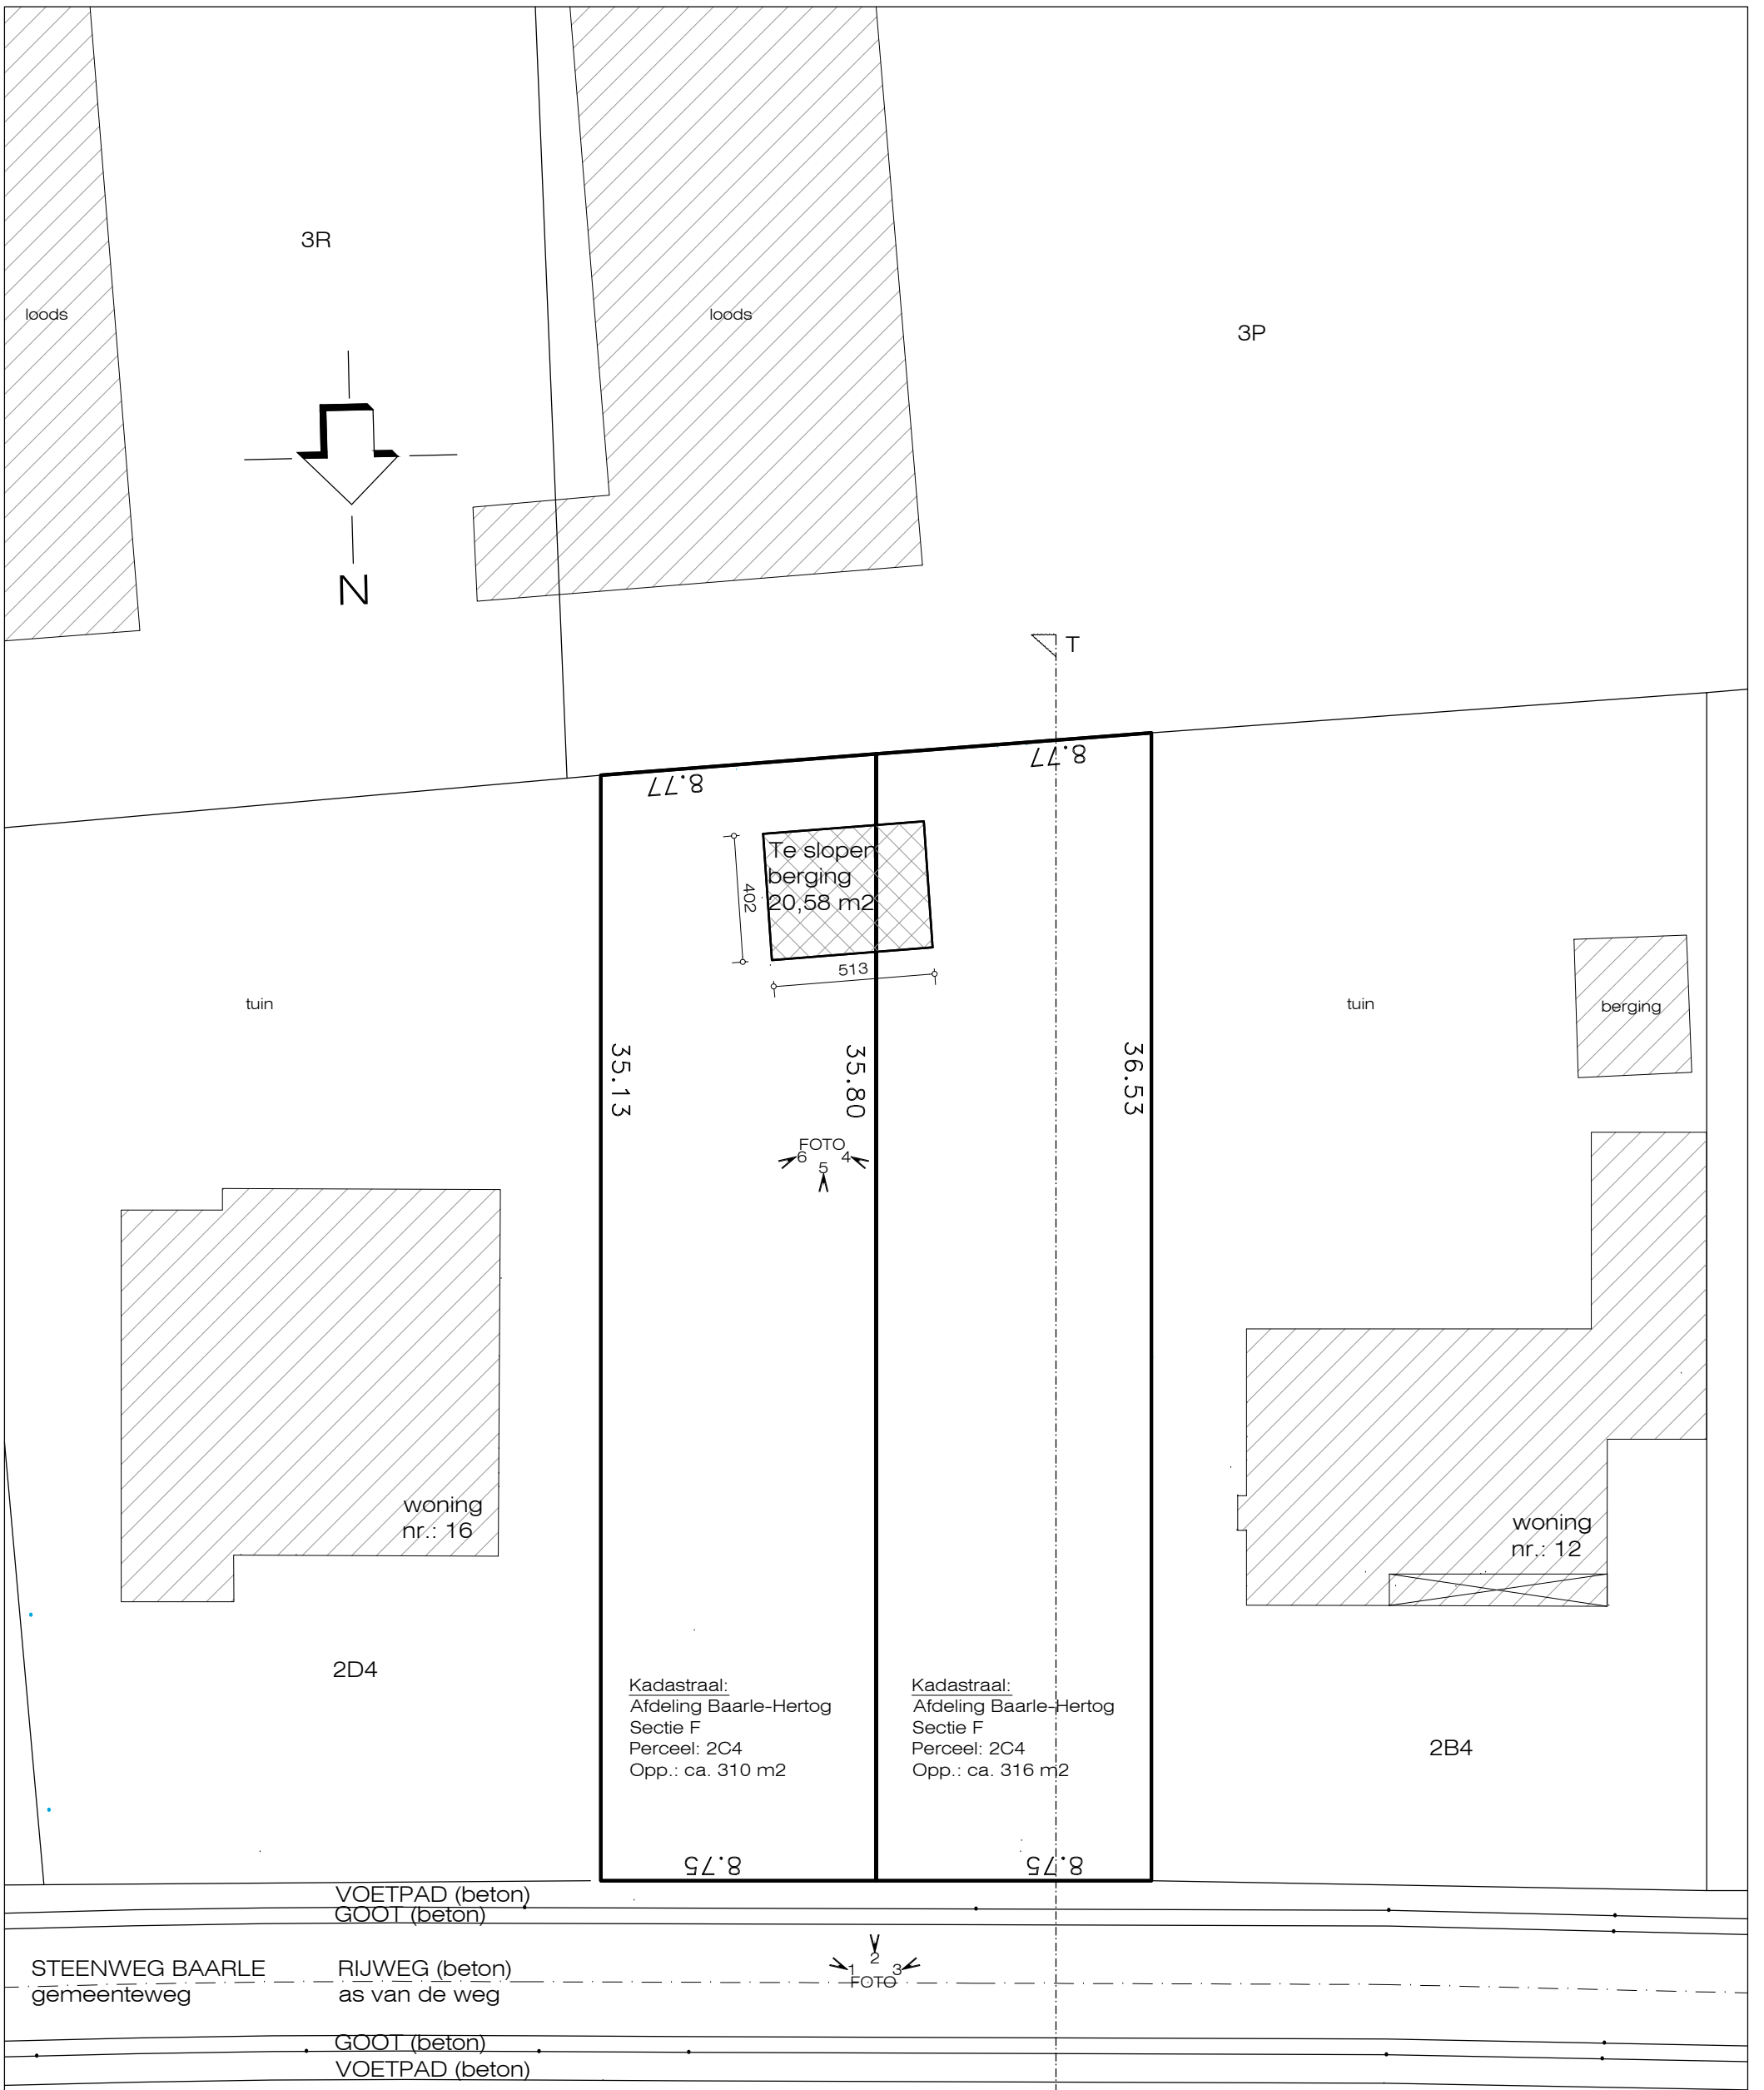 3R
loods
loods
3P
N
T
8.77
8.77
Te slopen
berging
20,58 m2
402
513
tuin
tuin
berging
35.13
35.80
36.53
FOTO
6
5
4
woning
nr.: 16
woning
nr.: 12
2D4
Kadastraal:
Afdeling Baarle-Hertog
Sectie F
Perceel: 2C4
Opp.: ca. 310 m2
Kadastraal:
Afdeling Baarle-Hertog
Sectie F
Perceel: 2C4
Opp.: ca. 316 m2
2B4
8.75
8.75
VOETPAD (beton)
GOOT (beton)
STEENWEG BAARLE
gemeenteweg
RIJWEG (beton)
as van de weg
1
2
3
FOTO
GOOT (beton)
VOETPAD (beton)